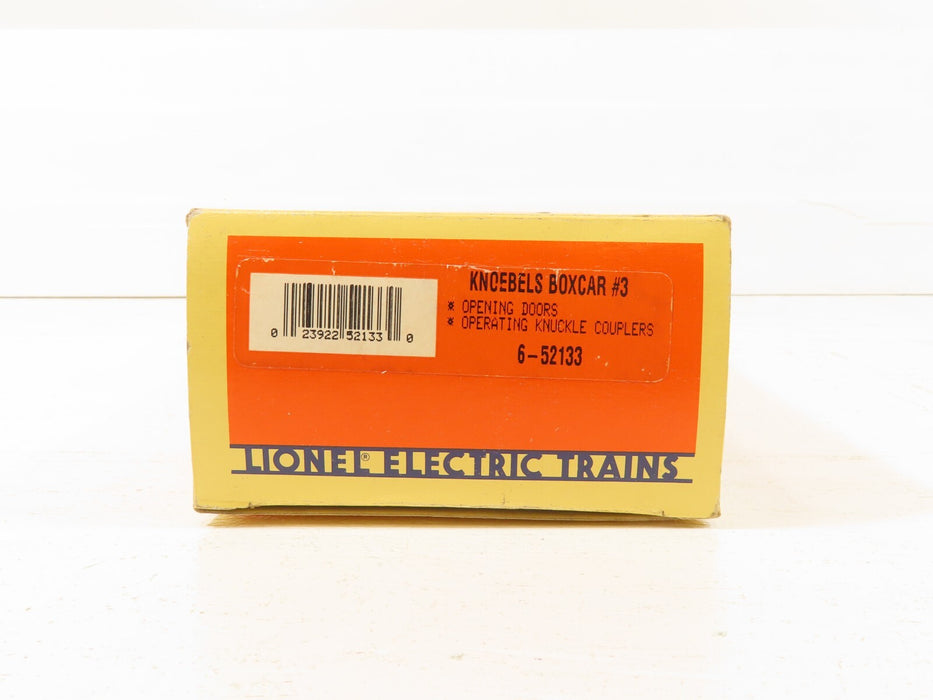 KNOEBELS BOXCAR #3
* OPENING DOORS
* OPERATING KNUCKLE COUPLERS
6-52133
0 23922 52133 0
LIONEL® ELECTRIC TRAINS